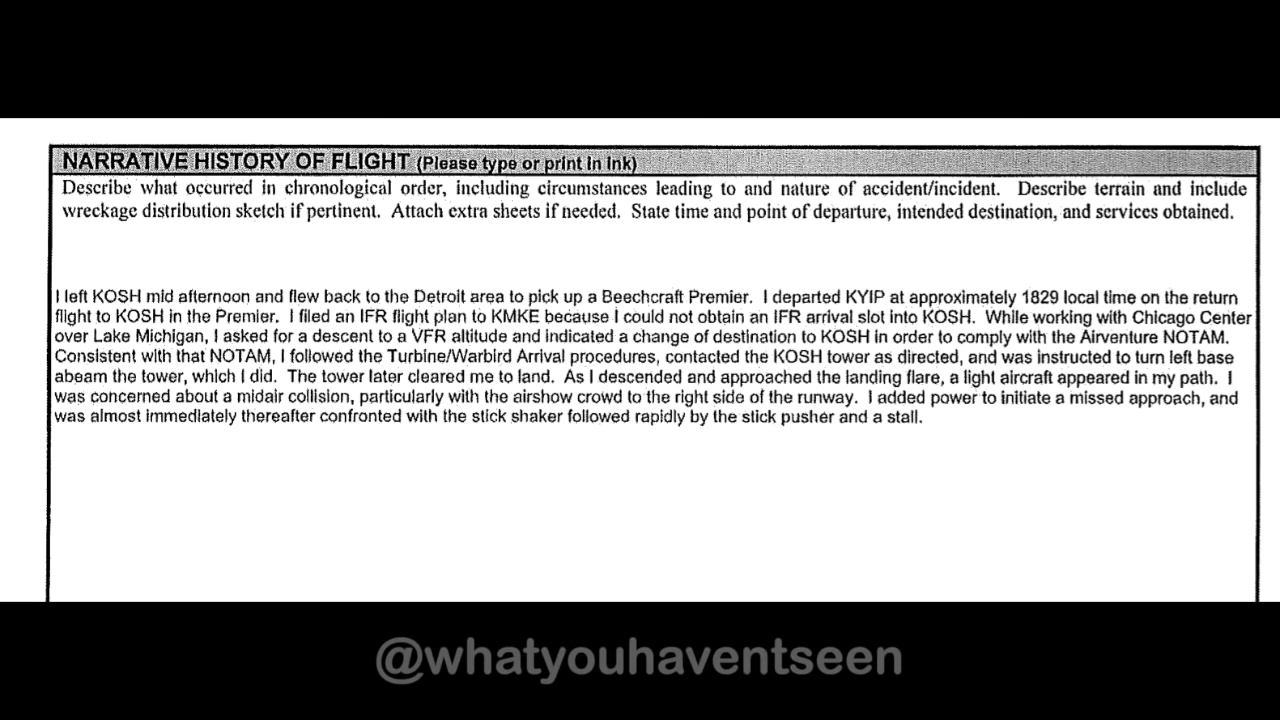 NARRATIVE HISTORY OF FLIGHT (Please type or print in ink)
Describe what occurred in chronological order, including circumstances leading to and nature of accident/incident. Describe terrain and include
wreckage distribution sketch if pertinent. Attach extra sheets if needed. State time and point of departure, intended destination, and services obtained.
I left KOSH mid afternoon and flew back to the Detroit area to pick up a Beechcraft Premier. I departed KYIP at approximately 1829 local time on the return
flight to KOSH in the Premier. I filed an IFR flight plan to KMKE because I could not obtain an IFR arrival slot into KOSH. While working with Chicago Center
over Lake Michigan, I asked for a descent to a VFR altitude and indicated a change of destination to KOSH in order to comply with the Airventure NOTAM.
Consistent with that NOTAM, I followed the Turbine/Warbird Arrival procedures, contacted the KOSH tower as directed, and was instructed to turn left base
abeam the tower, which I did. The tower later cleared me to land. As I descended and approached the landing flare, a light aircraft appeared in my path. I
was concerned about a midair collision, particularly with the airshow crowd to the right side of the runway. I added power to initiate a missed approach, and
was almost immediately thereafter confronted with the stick shaker followed rapidly by the stick pusher and a stall.
@whatyouhaventseen